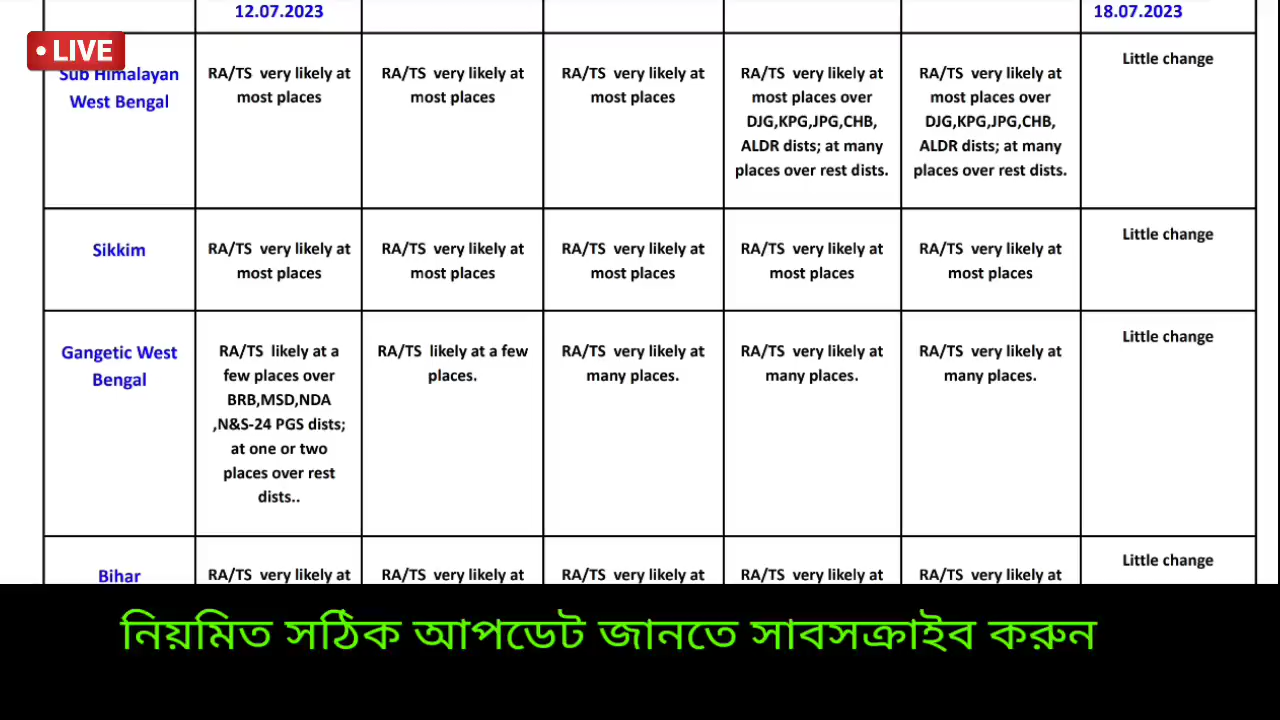 12.07.2023 18.07.2023
• LIVE
Sub Himalayan
West Bengal
RA/TS very likely at
most places
RA/TS very likely at
most places
RA/TS very likely at
most places
RA/TS very likely at
most places over
DJG,KPG,JPG,CHB,
ALDR dists; at many
places over rest dists.
RA/TS very likely at
most places over
DJG,KPG,JPG,CHB,
ALDR dists; at many
places over rest dists.
Little change
Sikkim
RA/TS very likely at
most places
RA/TS very likely at
most places
RA/TS very likely at
most places
RA/TS very likely at
most places
RA/TS very likely at
most places
Little change
Gangetic West
Bengal
RA/TS likely at a
few places over
BRB,MSD,NDA
,N&S-24 PGS dists;
at one or two
places over rest
dists..
RA/TS likely at a few
places.
RA/TS very likely at
many places.
RA/TS very likely at
many places.
RA/TS very likely at
many places.
Little change
Bihar
RA/TS very likely at
RA/TS very likely at
RA/TS very likely at
RA/TS very likely at
RA/TS very likely at
Little change
নিয়মিত সঠিক আপডেট জানতে সাবসক্রাইব করুন